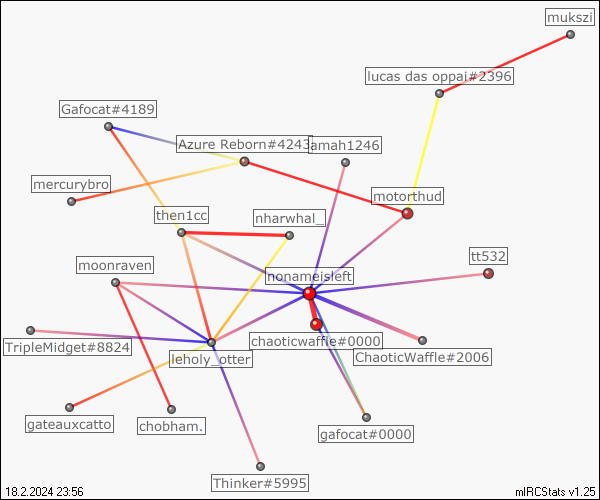 mukszi
lucas das oppai#2396
Gafocat#4189
Azure Reborn#4243
amah1246
mercurybro
motorthud
then1cc
nharwhal_
moonraven
nonameisleft
tt532
TripleMidget#8824
leholy_otter
chaoticwaffle#0000
ChaoticWaffle#2006
gateauxcatto
chobham.
gafocat#0000
Thinker#5995
18.2.2024 23:56
mIRCStats v1.25